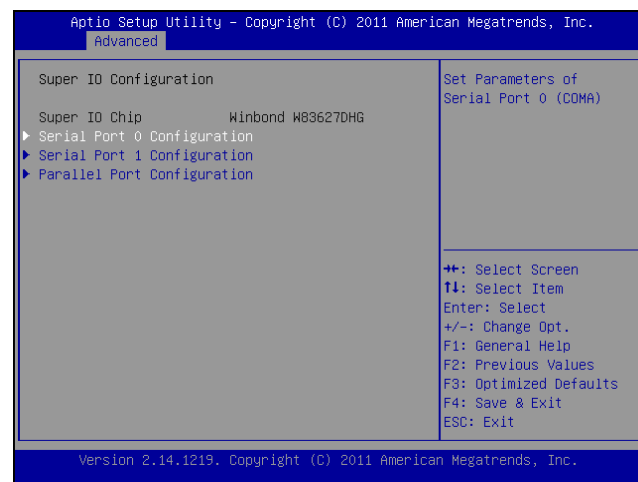 Aptio Setup Utility – Copyright (C) 2011 American Megatrends, Inc.
Advanced
Super IO Configuration
Super IO Chip Winbond W83627DHG
Serial Port 0 Configuration
Serial Port 1 Configuration
Parallel Port Configuration
Set Parameters of
Serial Port 0 (COMA)
→←: Select Screen
↑↓: Select Item
Enter: Select
+/-: Change Opt.
F1: General Help
F2: Previous Values
F3: Optimized Defaults
F4: Save & Exit
ESC: Exit
Version 2.14.1219. Copyright (C) 2011 American Megatrends, Inc.